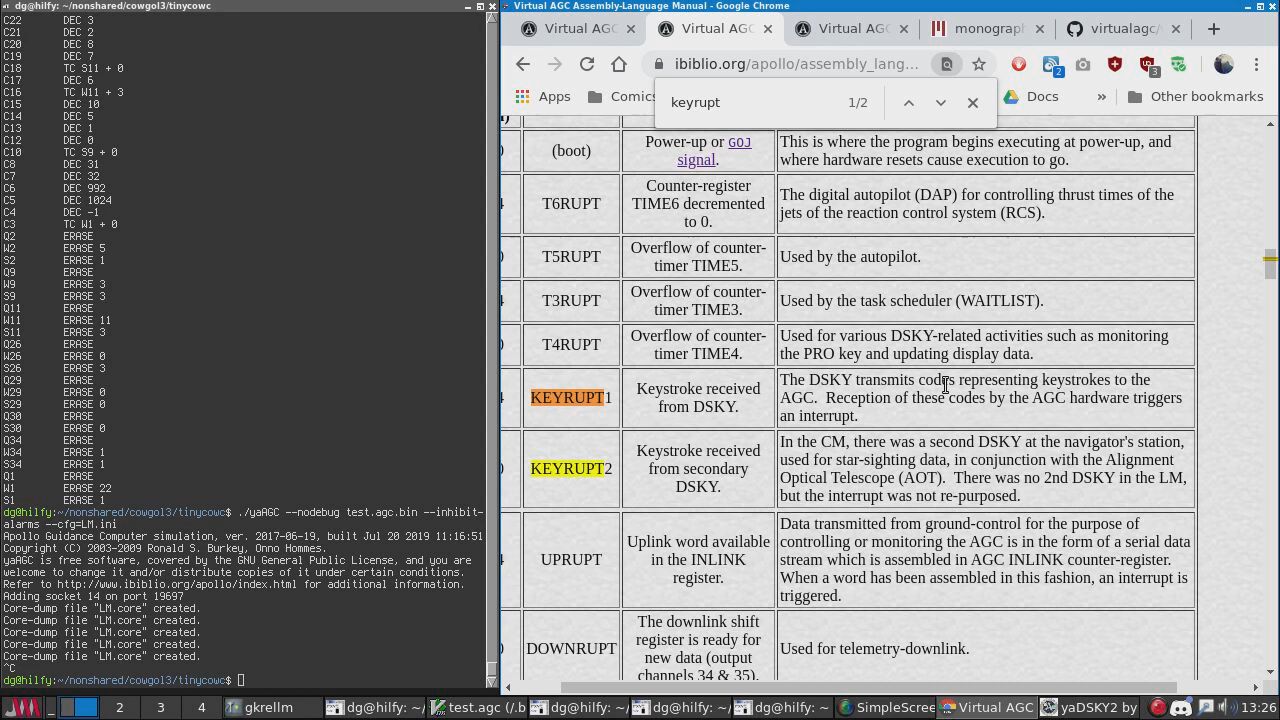 dg@hilfy: ~/nonshared/cowgol3/tinycowc
C22 DEC 3
C21 DEC 2
C20 DEC 8
C19 DEC 7
C18 TC S11 + 0
C17 DEC 6
C16 TC W11 + 3
C15 DEC 10
C14 DEC 5
C13 DEC 1
C12 DEC 0
C10 TC S9 + 0
C8 DEC 31
C7 DEC 32
C6 DEC 992
C5 DEC 1024
C4 DEC -1
C3 TC W1 + 0
Q2 ERASE
W2 ERASE 5
S2 ERASE 1
Q9 ERASE
W9 ERASE 3
S9 ERASE 3
Q11 ERASE
W11 ERASE 11
S11 ERASE 3
Q26 ERASE
W26 ERASE 0
S26 ERASE 3
Q29 ERASE
W29 ERASE 0
S29 ERASE 0
Q30 ERASE
W30 ERASE 0
S30 ERASE 0
Q34 ERASE
W34 ERASE 1
S34 ERASE 1
Q1 ERASE
W1 ERASE 22
S1 ERASE 1
dg@hilfy:~/nonshared/cowgol3/tinycowc$ ./yaAGC --nodebug test.agc.bin --inhibit-
alarms --cfg=LM.ini
Apollo Guidance Computer simulation, ver. 2017-06-19, built Jul 20 2019 11:16:51
Copyright (C) 2003-2009 Ronald S. Burkey, Onno Hommes.
yaAGC is free software, covered by the GNU General Public License, and you are
welcome to change it and/or distribute copies of it under certain conditions.
Refer to http://www.ibiblio.org/apollo/index.html for additional information.
Adding socket 14 on port 19697
Core-dump file "LM.core" created.
Core-dump file "LM.core" created.
Core-dump file "LM.core" created.
Core-dump file "LM.core" created.
Core-dump file "LM.core" created.
^C
dg@hilfy:~/nonshared/cowgol3/tinycowc$
Virtual AGC Assembly-Language Manual - Google Chrome
Virtual AGC
Virtual AGC
Virtual AGC
monograph
virtualagc/
ibiblio.org/apollo/assembly_lang...
2
3
Apps
Comics
Docs
»
Other bookmarks
keyrupt 1/2
(boot)
Power-up or GOJ
signal.
This is where the program begins executing at power-up, and
where hardware resets cause execution to go.
T6RUPT
Counter-register
TIME6 decremented
to 0.
The digital autopilot (DAP) for controlling thrust times of the
jets of the reaction control system (RCS).
T5RUPT
Overflow of counter-
timer TIME5.
Used by the autopilot.
T3RUPT
Overflow of counter-
timer TIME3.
Used by the task scheduler (WAITLIST).
T4RUPT
Overflow of counter-
timer TIME4.
Used for various DSKY-related activities such as monitoring
the PRO key and updating display data.
KEYRUPT1
Keystroke received
from DSKY.
The DSKY transmits codes representing keystrokes to the
AGC. Reception of these codes by the AGC hardware triggers
an interrupt.
KEYRUPT2
Keystroke received
from secondary
DSKY.
In the CM, there was a second DSKY at the navigator's station,
used for star-sighting data, in conjunction with the Alignment
Optical Telescope (AOT). There was no 2nd DSKY in the LM,
but the interrupt was not re-purposed.
UPRUPT
Uplink word available
in the INLINK
register.
Data transmitted from ground-control for the purpose of
controlling or monitoring the AGC is in the form of a serial data
stream which is assembled in AGC INLINK counter-register.
When a word has been assembled in this fashion, an interrupt is
triggered.
DOWNRUPT
The downlink shift
register is ready for
new data (output
channels 34 & 35).
Used for telemetry-downlink.
2
3
4
gkrellm
dg@hilfy: ~/
test.agc (/.b
dg@hilfy: ~/
dg@hilfy: ~/
dg@hilfy: ~/
SimpleScree
Virtual AGC
yaDSKY2 by
13:26